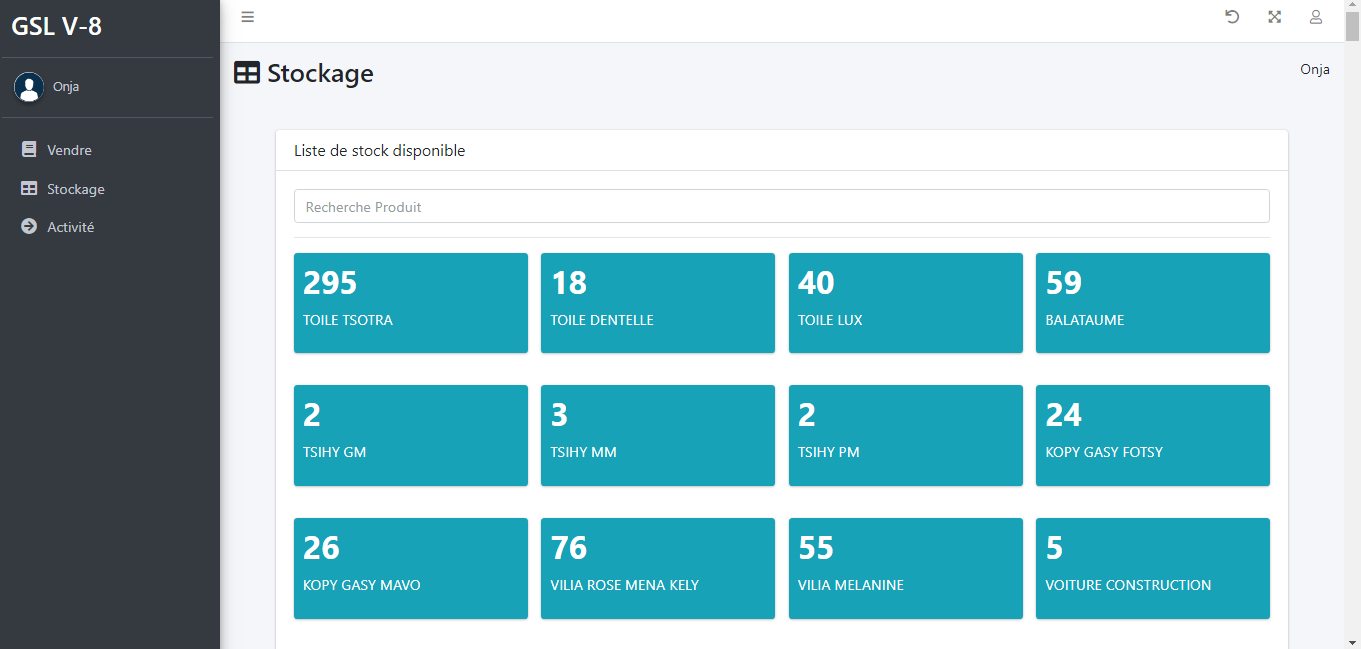 GSL V-8
Onja
Vendre
Stockage
Activité
Stockage
Onja
Liste de stock disponible
Recherche Produit
295
TOILE TSOTRA
18
TOILE DENTELLE
40
TOILE LUX
59
BALATAUME
2
TSIHY GM
3
TSIHY MM
2
TSIHY PM
24
KOPY GASY FOTSY
26
KOPY GASY MAVO
76
VILIA ROSE MENA KELY
55
VILIA MELANINE
5
VOITURE CONSTRUCTION